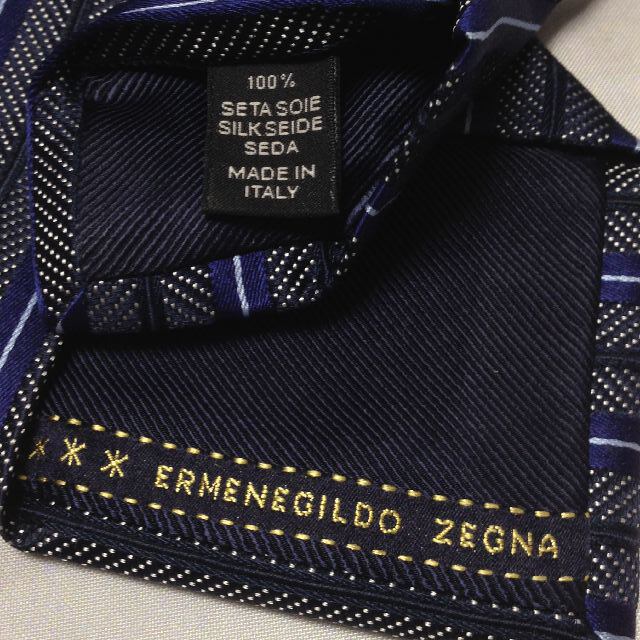 100%
SETA SOIE
SILK SEIDE
SEDA
MADE IN
ITALY
ERMENEGILDO ZEGNA